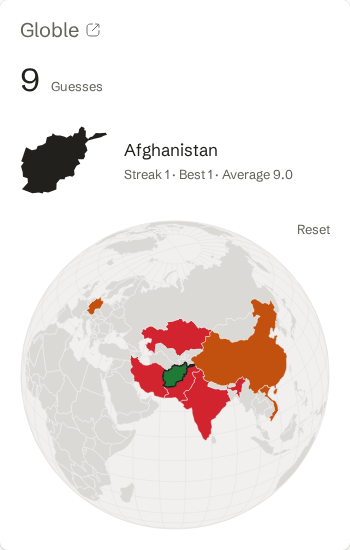 Globle
9 Guesses
Afghanistan
Streak 1 · Best 1 · Average 9.0
Reset